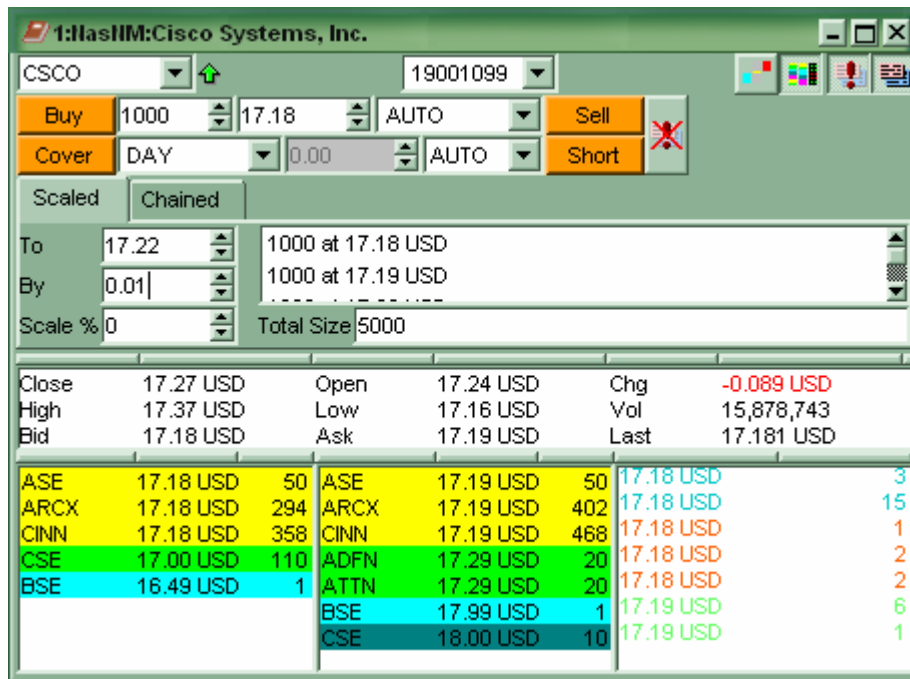 1:NasNM:Cisco Systems, Inc.
CSCO 19001099
Buy 1000 17.18 AUTO Sell
Cover DAY 0.00 AUTO Short
Scaled Chained
To 17.22 1000 at 17.18 USD
By 0.01 1000 at 17.19 USD
Scale % 0 Total Size 5000
Close 17.27 USD Open 17.24 USD Chg -0.089 USD
High 17.37 USD Low 17.16 USD Vol 15,878,743
Bid 17.18 USD Ask 17.19 USD Last 17.181 USD
ASE 17.18 USD 50 ASE 17.19 USD 50 17.18 USD 3
ARCX 17.18 USD 294 ARCX 17.19 USD 402 17.18 USD 15
CINN 17.18 USD 358 CINN 17.19 USD 468 17.18 USD 1
CSE 17.00 USD 110 ADFN 17.29 USD 20 17.18 USD 2
BSE 16.49 USD 1 ATTN 17.29 USD 20 17.18 USD 2
BSE 17.99 USD 1 17.19 USD 6
CSE 18.00 USD 10 17.19 USD 1